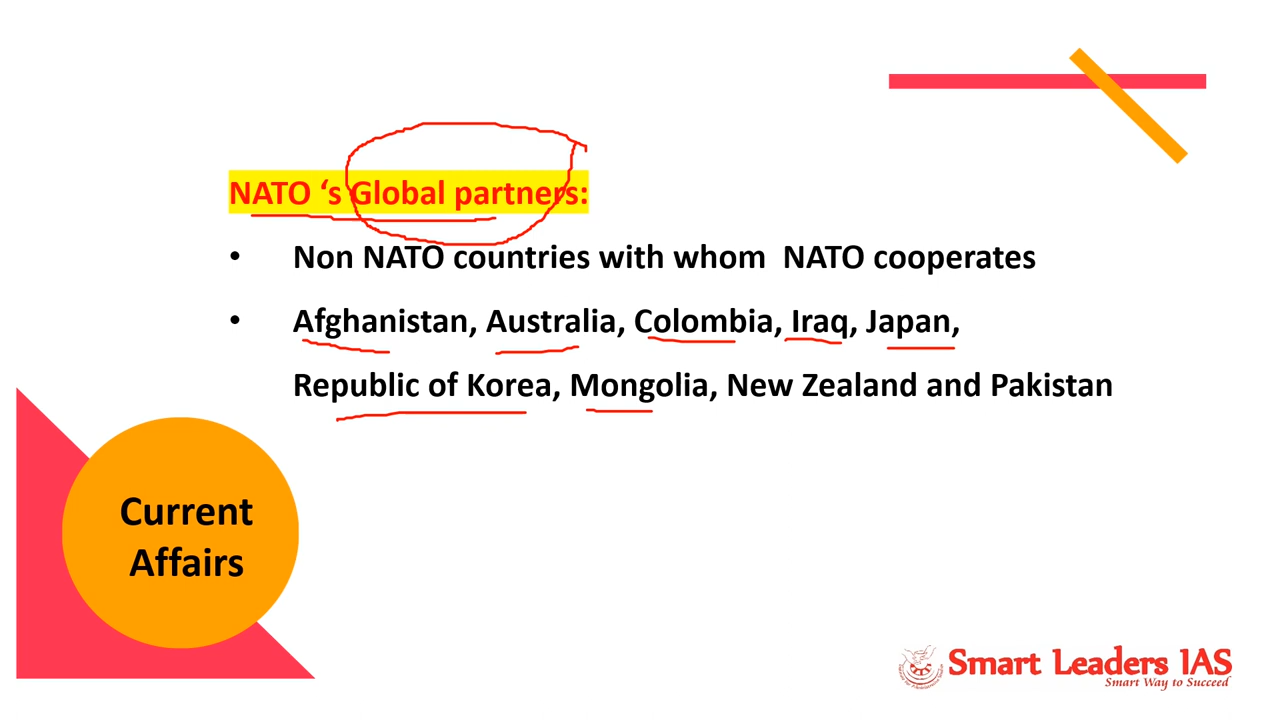 NATO ‘s Global partners:
• Non NATO countries with whom NATO cooperates
• Afghanistan, Australia, Colombia, Iraq, Japan,
Republic of Korea, Mongolia, New Zealand and Pakistan
Current
Affairs
Smart Leaders IAS
Smart Way to Succeed